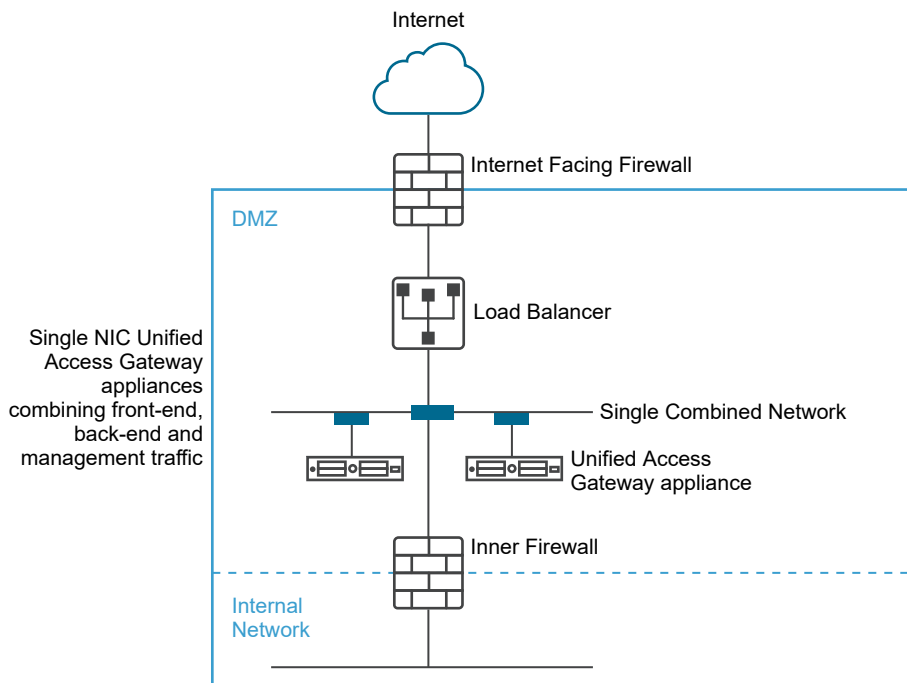 Internet
Internet Facing Firewall
DMZ
Load Balancer
Single NIC Unified
Access Gateway
appliances
combining front-end,
back-end and
management traffic
Single Combined Network
Unified Access
Gateway appliance
Inner Firewall
Internal
Network